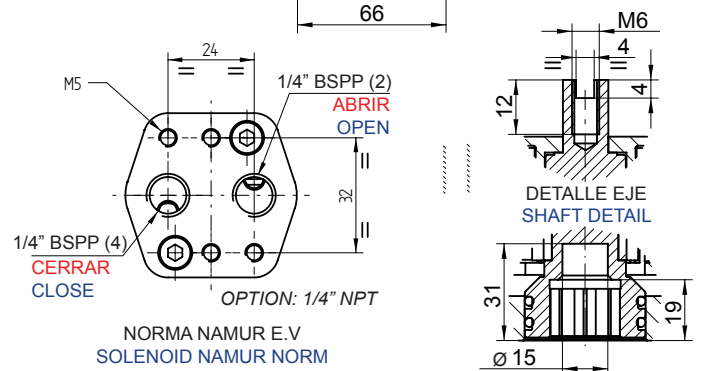 66
24
M5
1/4” BSPP (2)
ABRIR
OPEN
32
1/4” BSPP (4)
CERRAR
CLOSE
OPTION: 1/4” NPT
NORMA NAMUR E.V
SOLENOID NAMUR NORM
M6
4
12
4
DETALLE EJE
SHAFT DETAIL
31
19
Ø 15